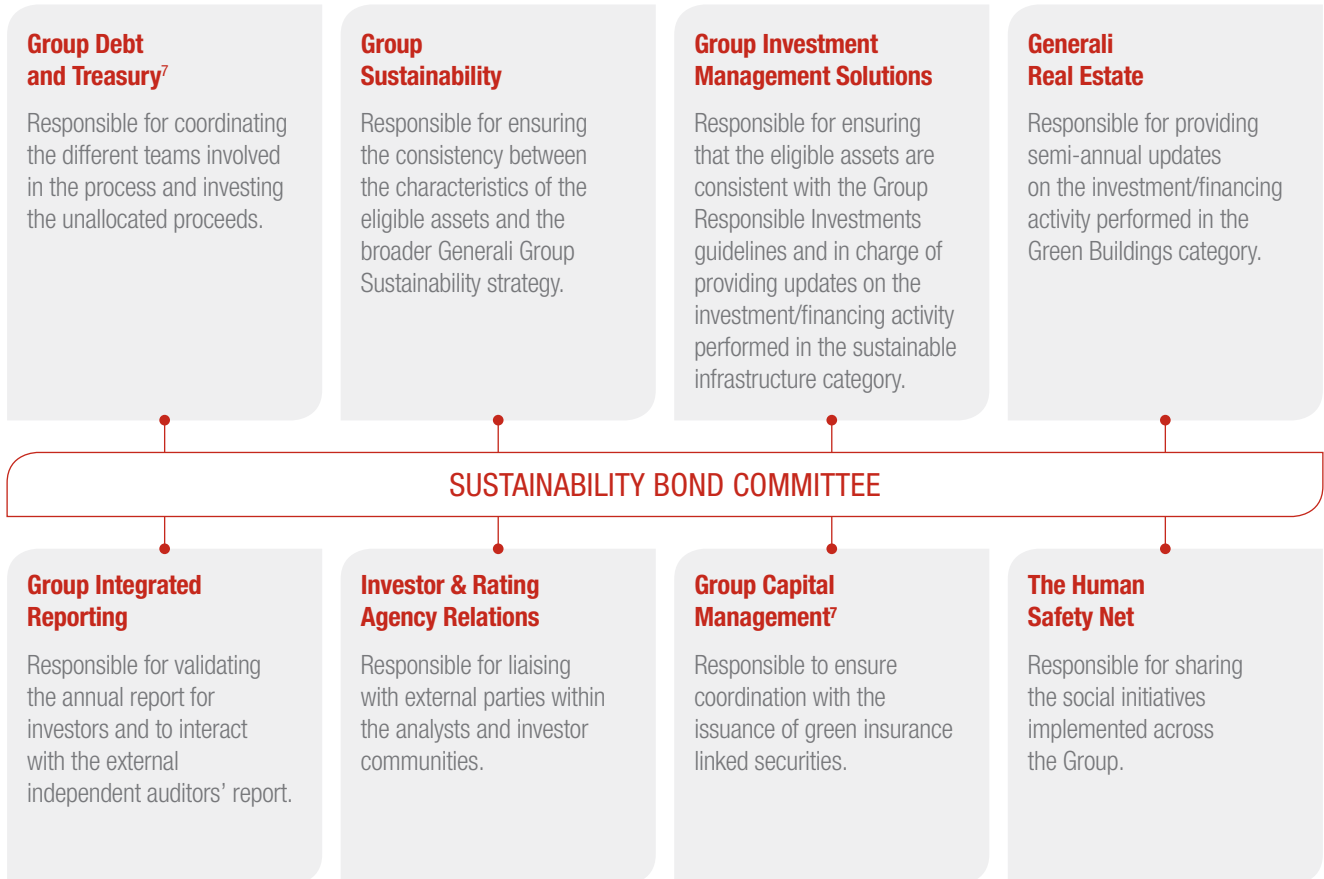 Group Debt
and Treasury7
Responsible for coordinating
the different teams involved
in the process and investing
the unallocated proceeds.
Group
Sustainability
Responsible for ensuring
the consistency between
the characteristics of the
eligible assets and the
broader Generali Group
Sustainability strategy.
Group Investment
Management Solutions
Responsible for ensuring
that the eligible assets are
consistent with the Group
Responsible Investments
guidelines and in charge of
providing updates on the
investment/financing activity
performed in the sustainable
infrastructure category.
Generali
Real Estate
Responsible for providing
semi-annual updates
on the investment/financing
activity performed in the
Green Buildings category.
SUSTAINABILITY BOND COMMITTEE
Group Integrated
Reporting
Responsible for validating
the annual report for
investors and to interact
with the external
independent auditors’ report.
Investor & Rating
Agency Relations
Responsible for liaising
with external parties within
the analysts and investor
communities.
Group Capital
Management7
Responsible to ensure
coordination with the
issuance of green insurance
linked securities.
The Human
Safety Net
Responsible for sharing
the social initiatives
implemented across
the Group.